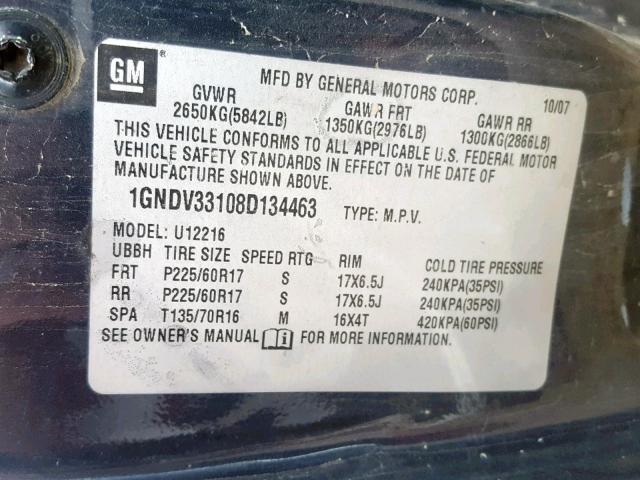 GM ®
MFD BY GENERAL MOTORS CORP. 10/07
GVWR GAWR FRT GAWR RR
2650KG(5842LB) 1350KG(2976LB) 1300KG(2866LB)
THIS VEHICLE CONFORMS TO ALL APPLICABLE U.S. FEDERAL MOTOR
VEHICLE SAFETY STANDARDS IN EFFECT ON THE DATE OF
MANUFACTURE SHOWN ABOVE.
1GNDV33108D134463 TYPE: M.P.V.
MODEL: U12216
UBBH TIRE SIZE SPEED RTG RIM COLD TIRE PRESSURE
FRT P225/60R17 S 17X6.5J 240KPA(35PSI)
RR P225/60R17 S 17X6.5J 240KPA(35PSI)
SPA T135/70R16 M 16X4T 420KPA(60PSI)
SEE OWNER'S MANUAL i FOR MORE INFORMATION.